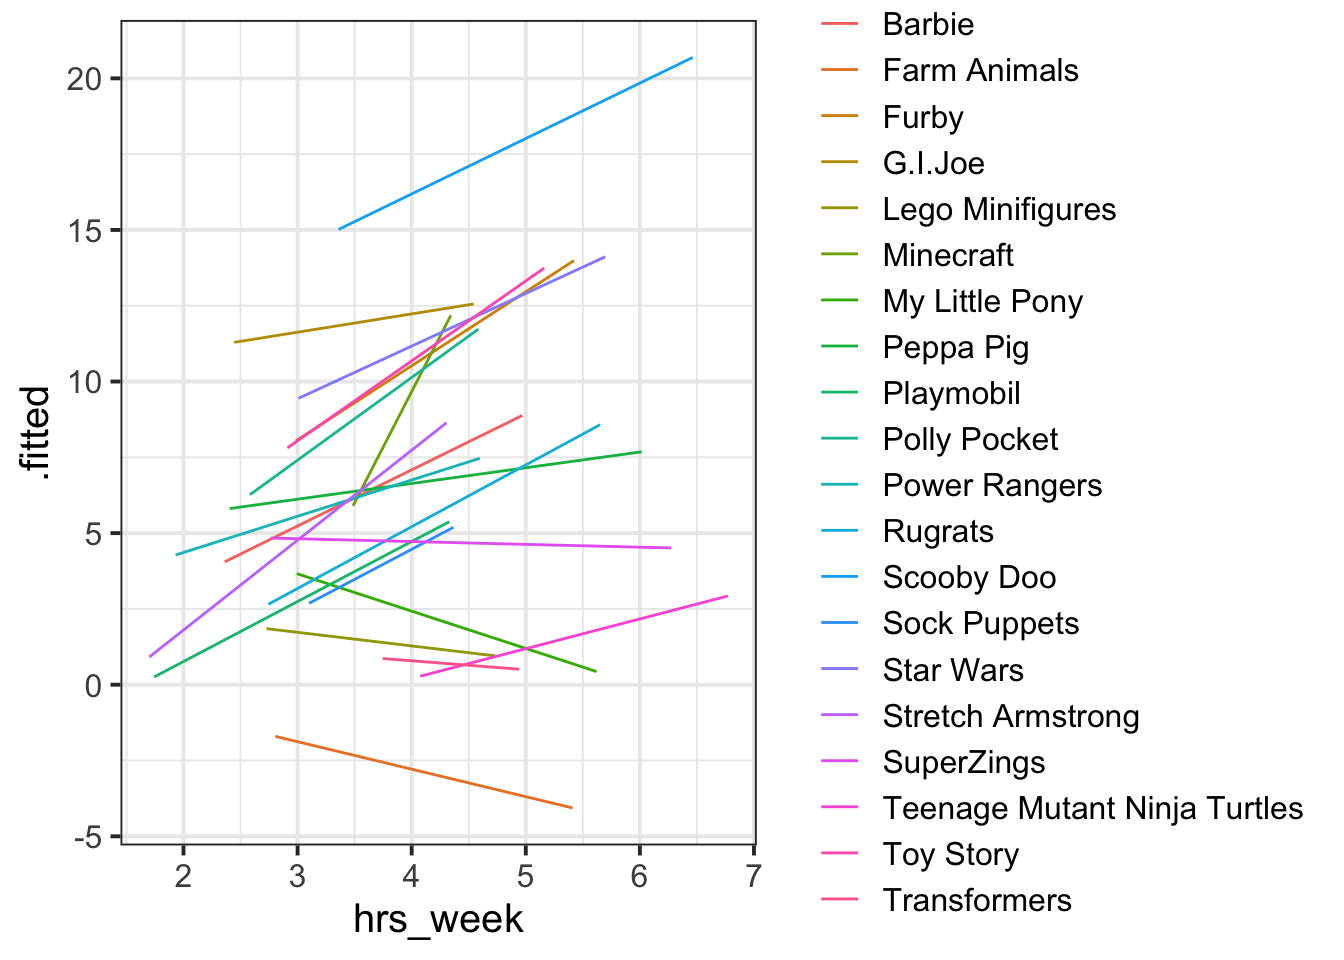 .fitted
20
15
10
5
0
-5
2 3 4 5 6 7
hrs_week
Barbie
Farm Animals
Furby
G.I.Joe
Lego Minifigures
Minecraft
My Little Pony
Peppa Pig
Playmobil
Polly Pocket
Power Rangers
Rugrats
Scooby Doo
Sock Puppets
Star Wars
Stretch Armstrong
SuperZings
Teenage Mutant Ninja Turtles
Toy Story
Transformers